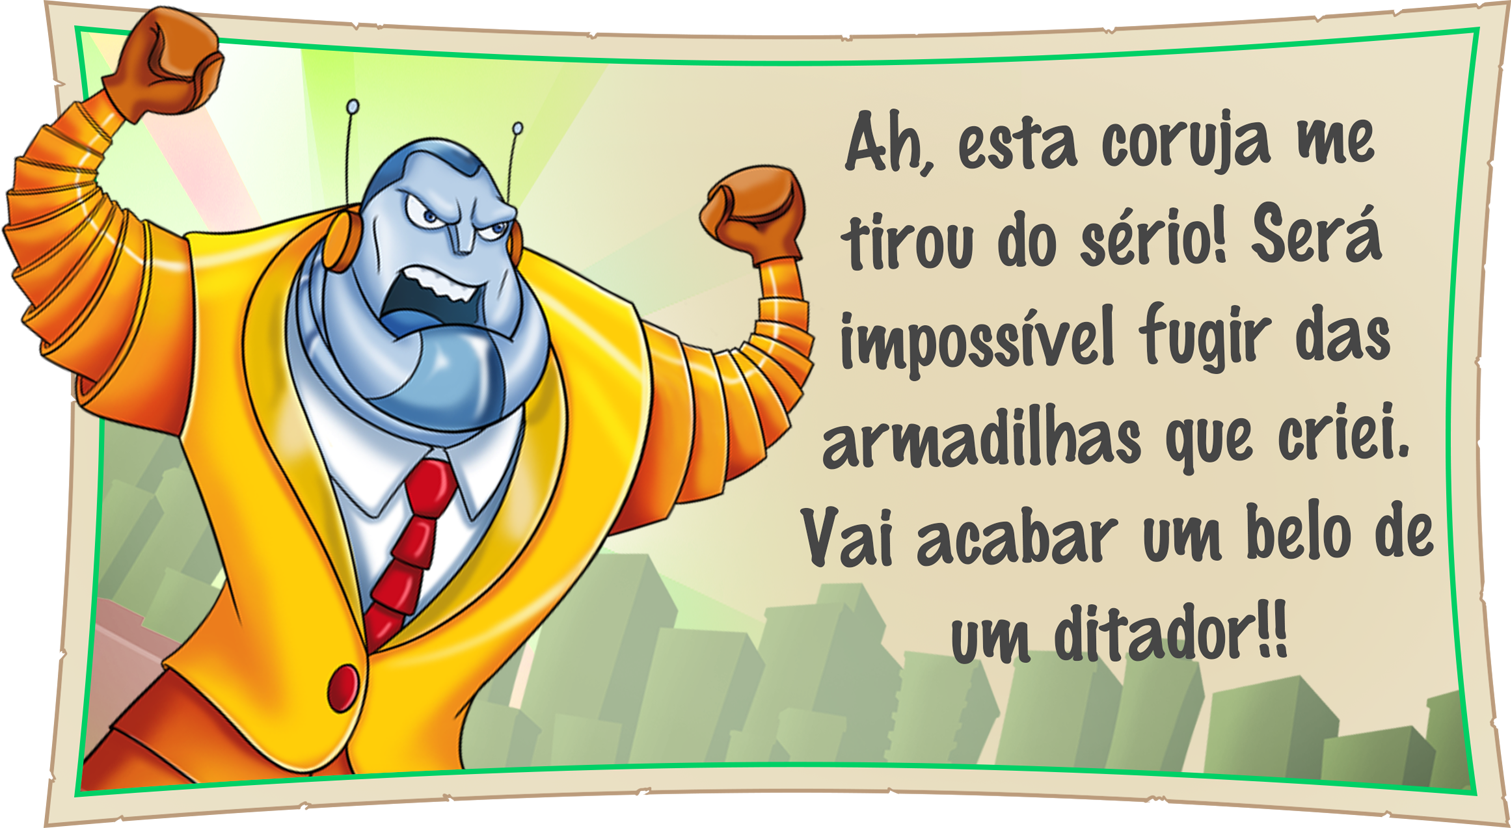 Ah, esta coruja me
tirou do sério! Será
impossível fugir das
armadilhas que criei.
Vai acabar um belo de
um ditador!!